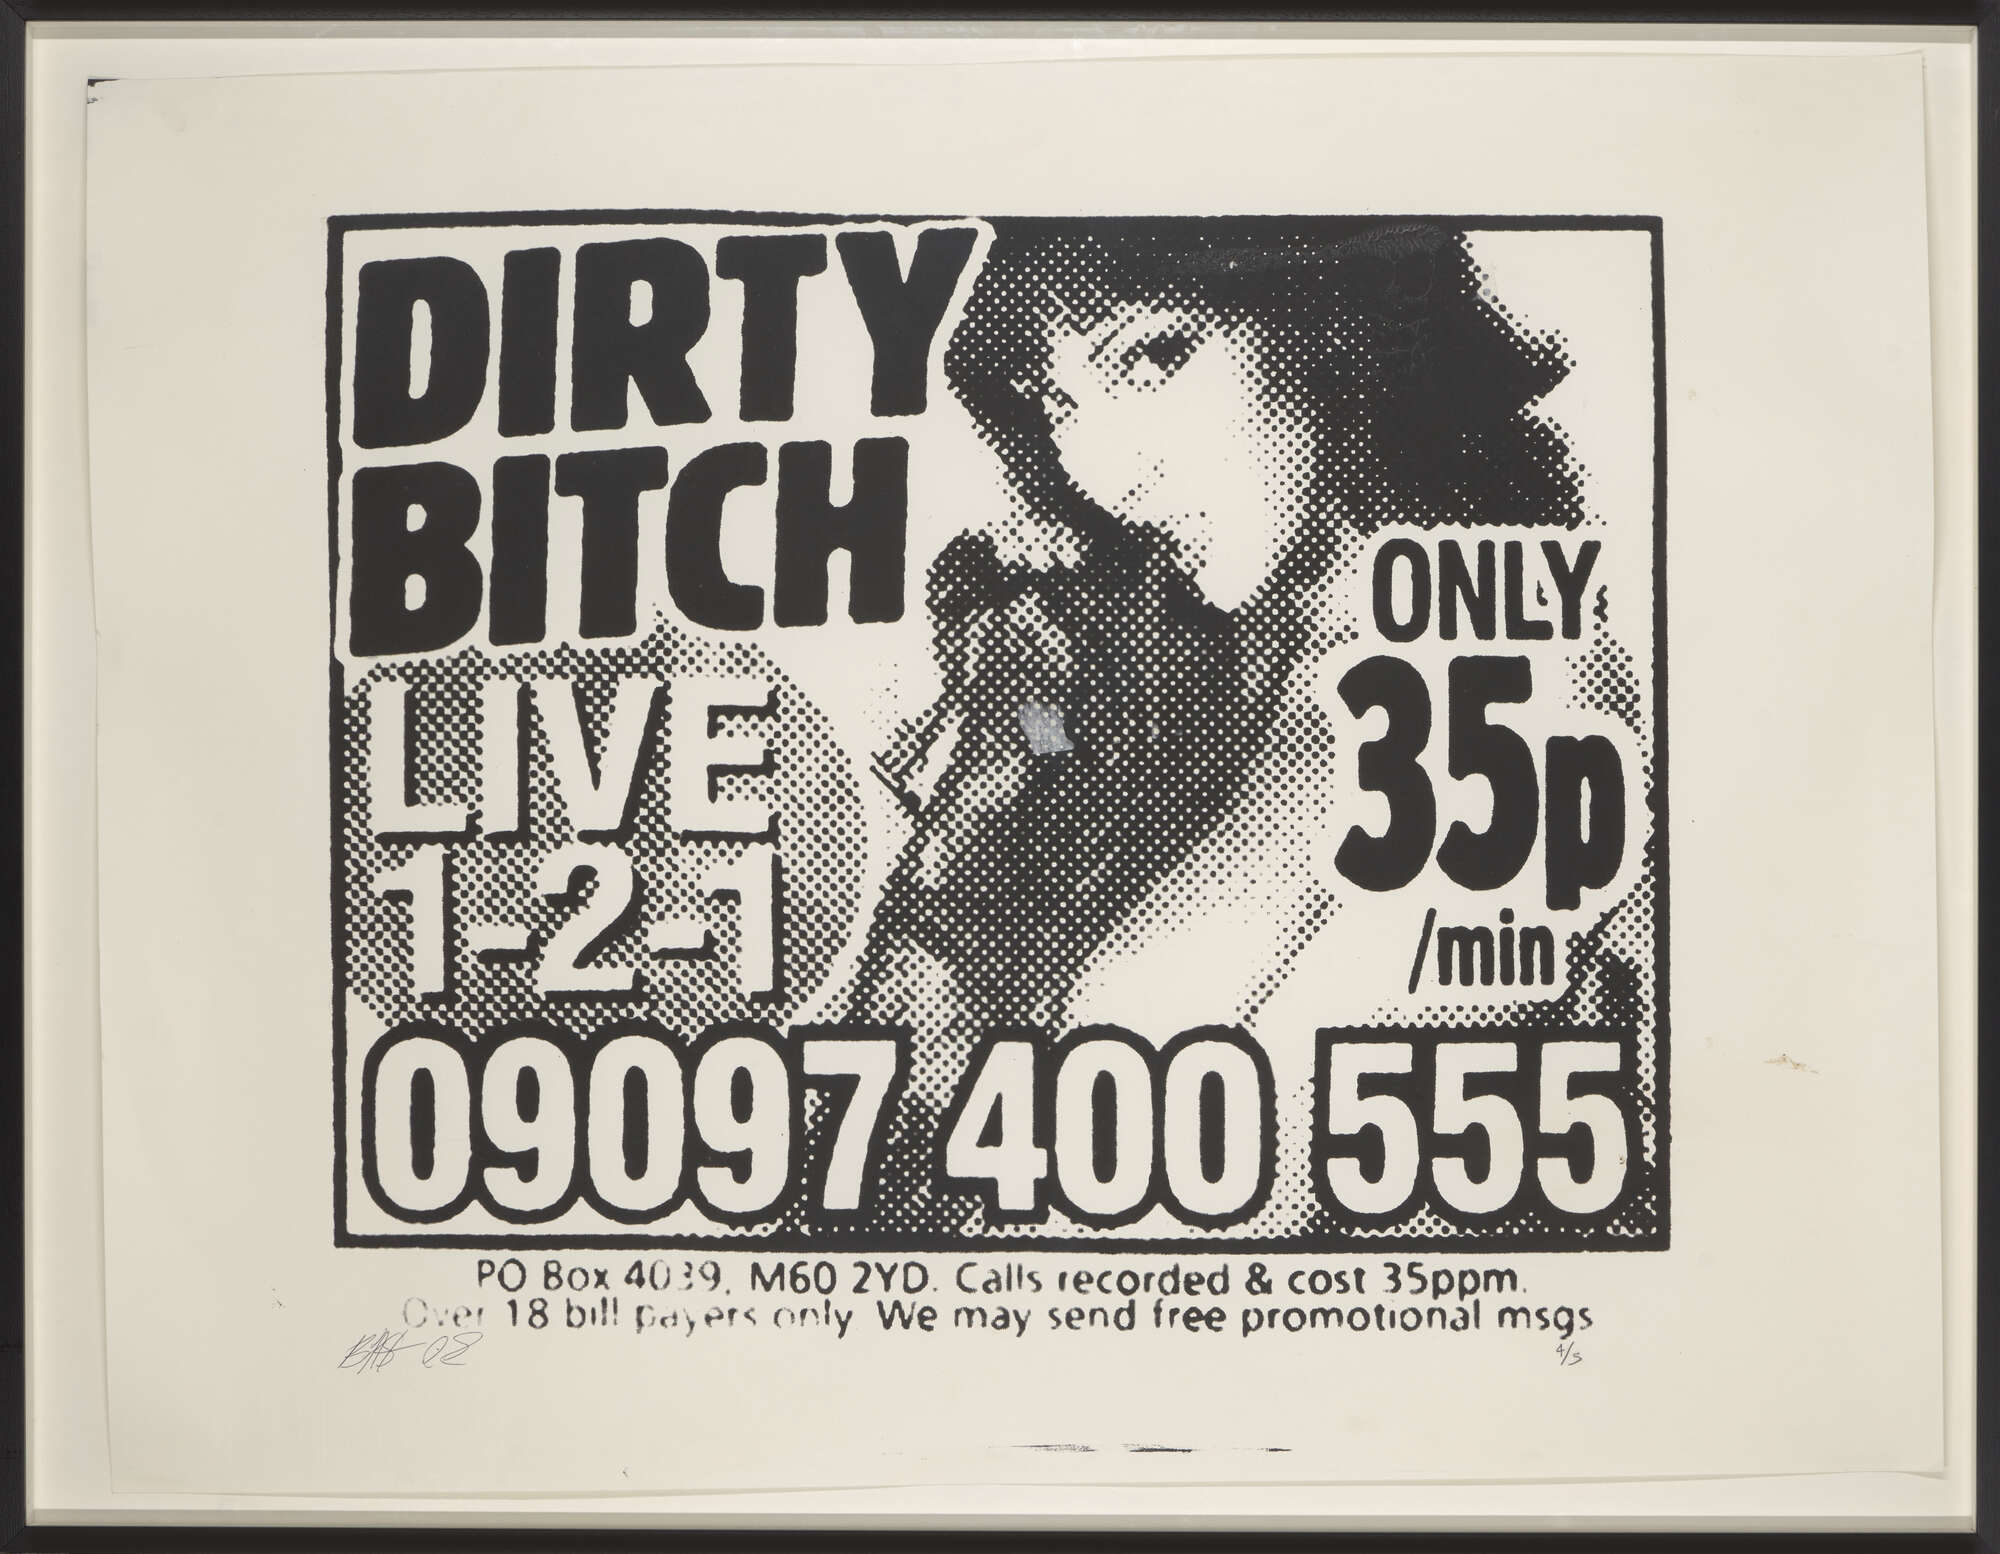 DIRTY
BITCH
LIVE
1-2-1
ONLY
35p
/min
09097 400 555
PO Box 4039, M60 2YD. Calls recorded & cost 35ppm.
Over 18 bill payers only We may send free promotional msgs
08
4/5